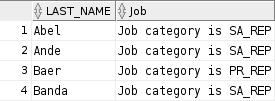 LAST_NAME Job
1 Abel Job category is SA_REP
2 Ande Job category is SA_REP
3 Baer Job category is PR_REP
4 Banda Job category is SA_REP